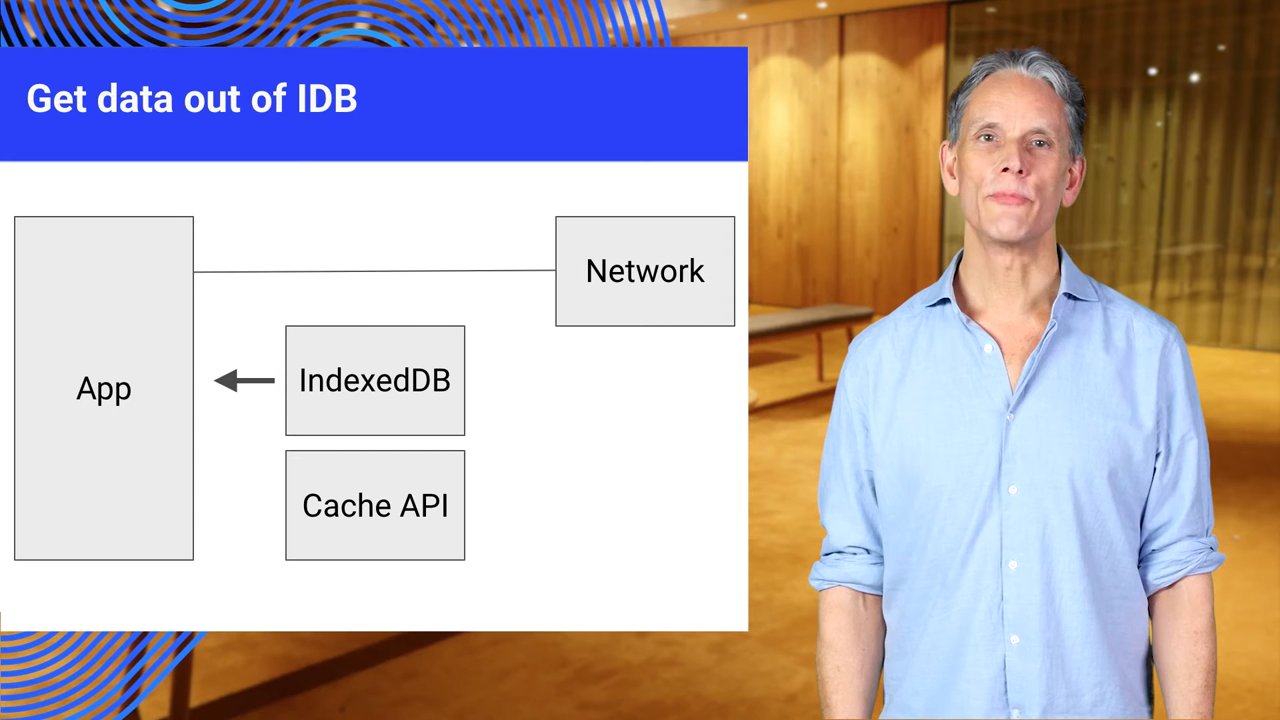 Get data out of IDB
Network
IndexedDB
App
Cache API